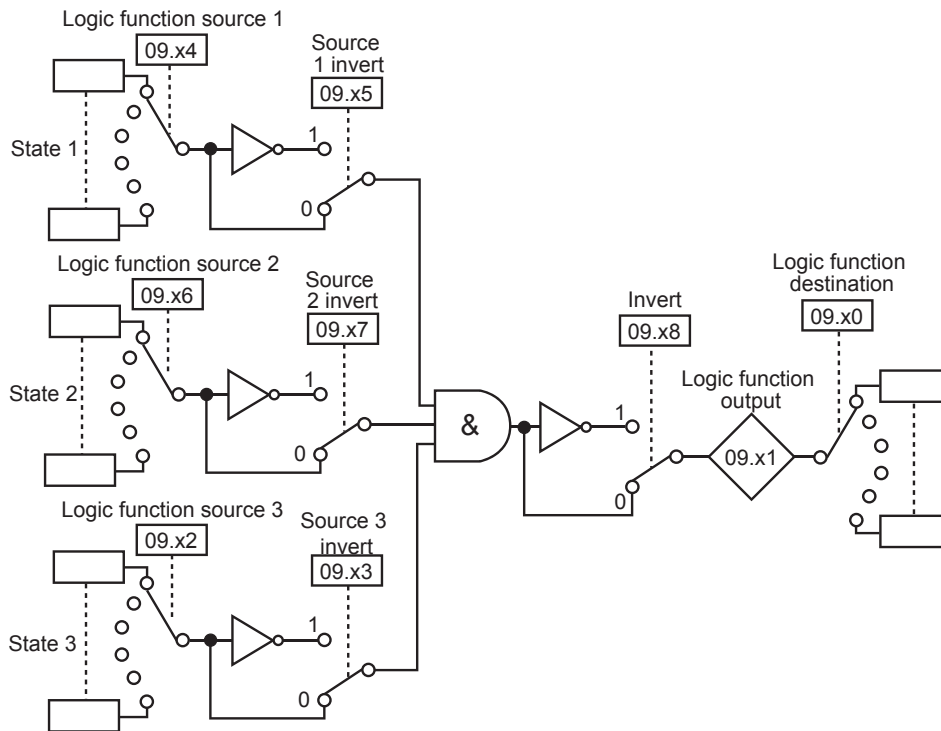 Logic function source 1
09.x4
Source
1 invert
09.x5
State 1
1
0
Logic function source 2
09.x6
Source
2 invert
09.x7
State 2
1
0
Logic function source 3
09.x2
Source 3
invert
09.x3
State 3
1
0
&
Invert
09.x8
1
0
Logic function
output
09.x1
Logic function
destination
09.x0